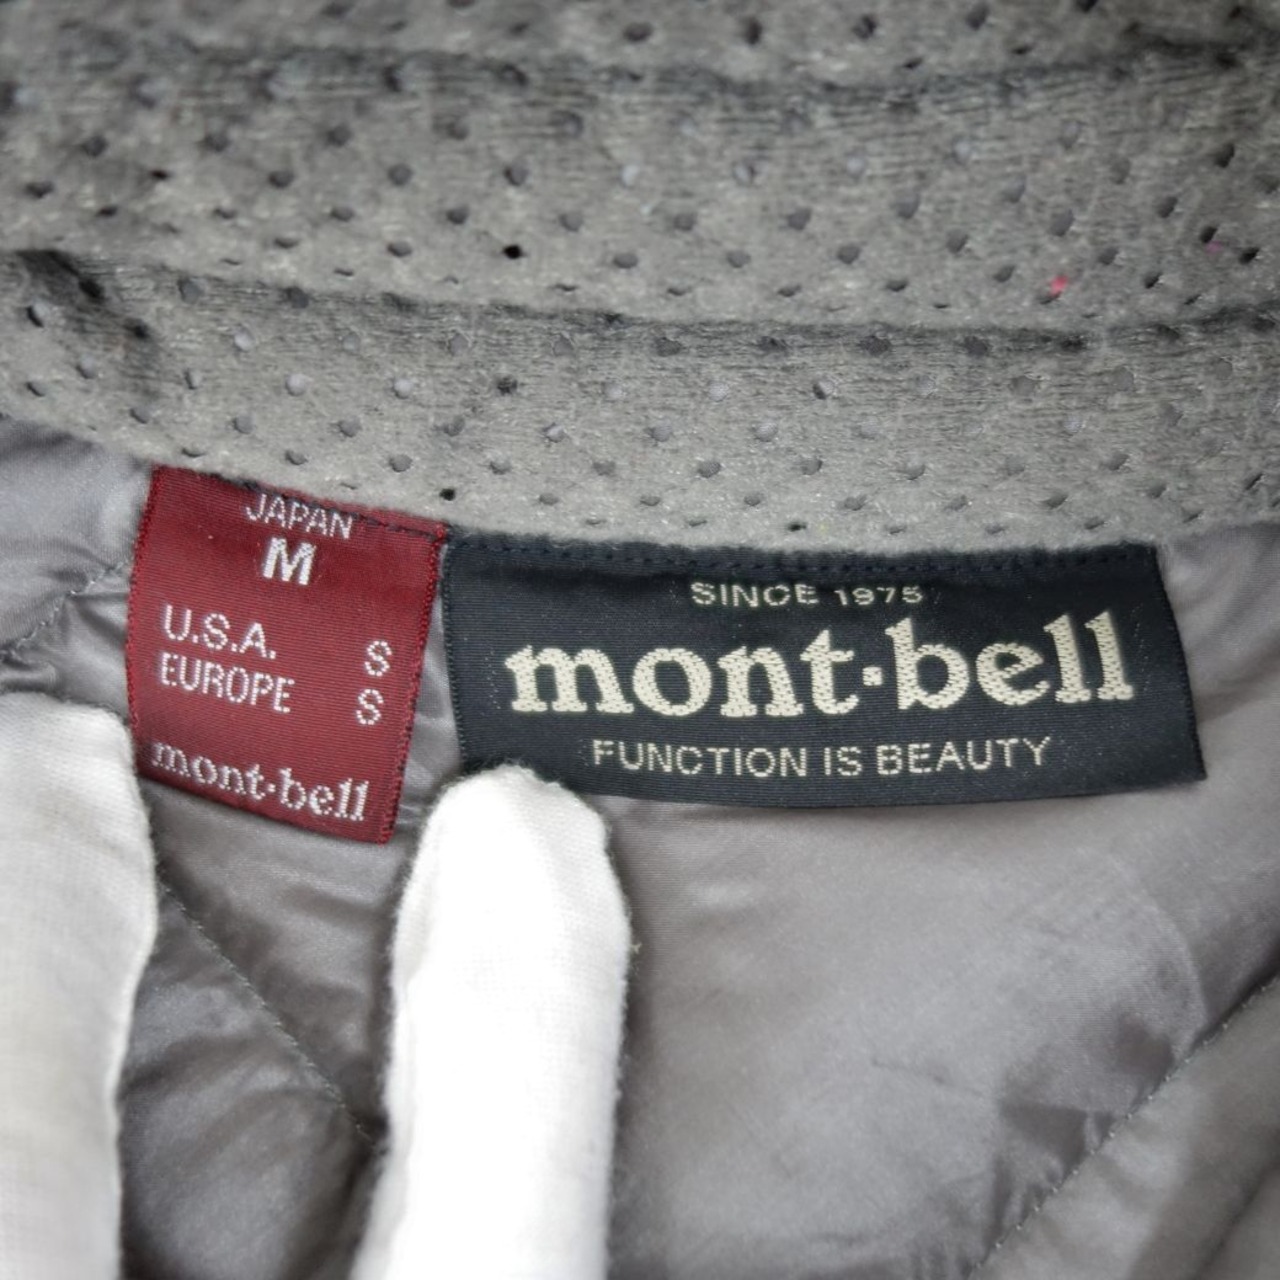 JAPAN
M
U.S.A. S
EUROPE S
mont·bell
SINCE 1975
mont·bell
FUNCTION IS BEAUTY